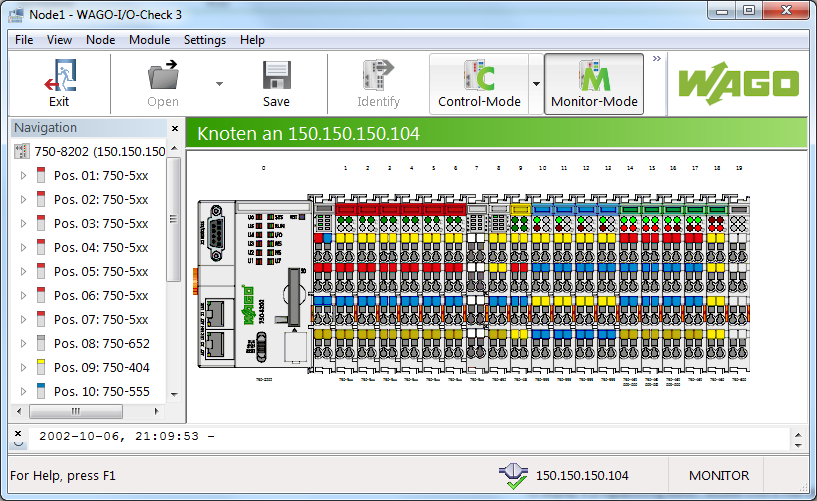 Node1 - WAGO-I/O-Check 3
File View Node Module Settings Help
Exit Open Save Identify Control-Mode Monitor-Mode » WAGO
Navigation
Knoten an 150.150.150.104
750-8202 (150.150.150
Pos. 01: 750-5xx
Pos. 02: 750-5xx
Pos. 03: 750-5xx
Pos. 04: 750-5xx
Pos. 05: 750-5xx
Pos. 06: 750-5xx
Pos. 07: 750-5xx
Pos. 08: 750-652
Pos. 09: 750-404
Pos. 10: 750-555
0 1 2 3 4 5 6 7 8 9 10 11 12 13 14 15 16 17 18 19
WAGO
750-8202
2002-10-06, 21:09:53 -
For Help, press F1
150.150.150.104
MONITOR